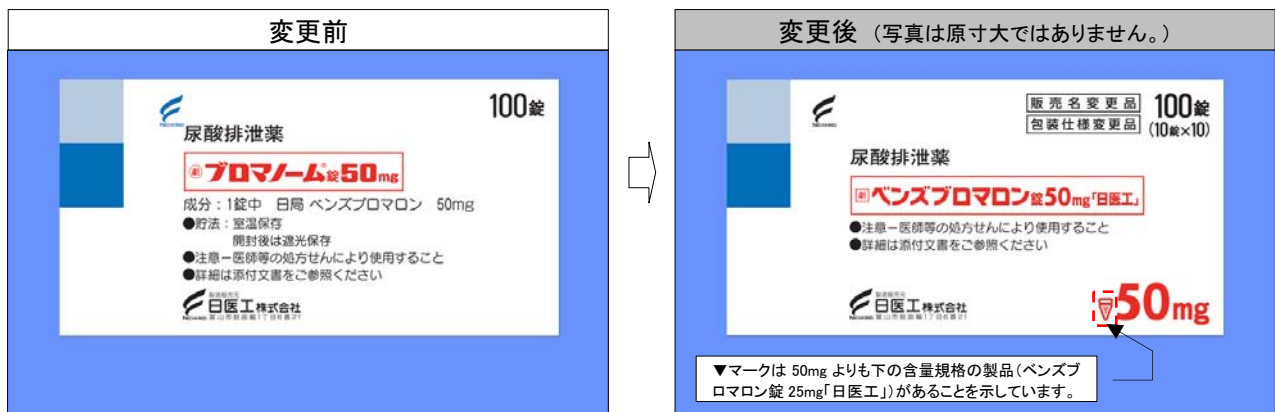 変更前
100錠
尿酸排泄薬
劇 ブロマノーム錠50mg
成分：1錠中　日局 ベンズブロマロン　50mg
●貯法：室温保存
開封後は遮光保存
●注意－医師等の処方せんにより使用すること
●詳細は添付文書をご参照ください
製造販売元
日医工株式会社
変更後 （写真は原寸大ではありません。）
販売名変更品
包装仕様変更品
100錠
(10錠×10)
尿酸排泄薬
劇 ベンズブロマロン錠50mg「日医工」
●注意－医師等の処方せんにより使用すること
●詳細は添付文書をご参照ください
製造販売元
日医工株式会社
50mg
▼マークは 50mg よりも下の含量規格の製品（ベンズブ
ロマロン錠 25mg「日医工」）があることを示しています。